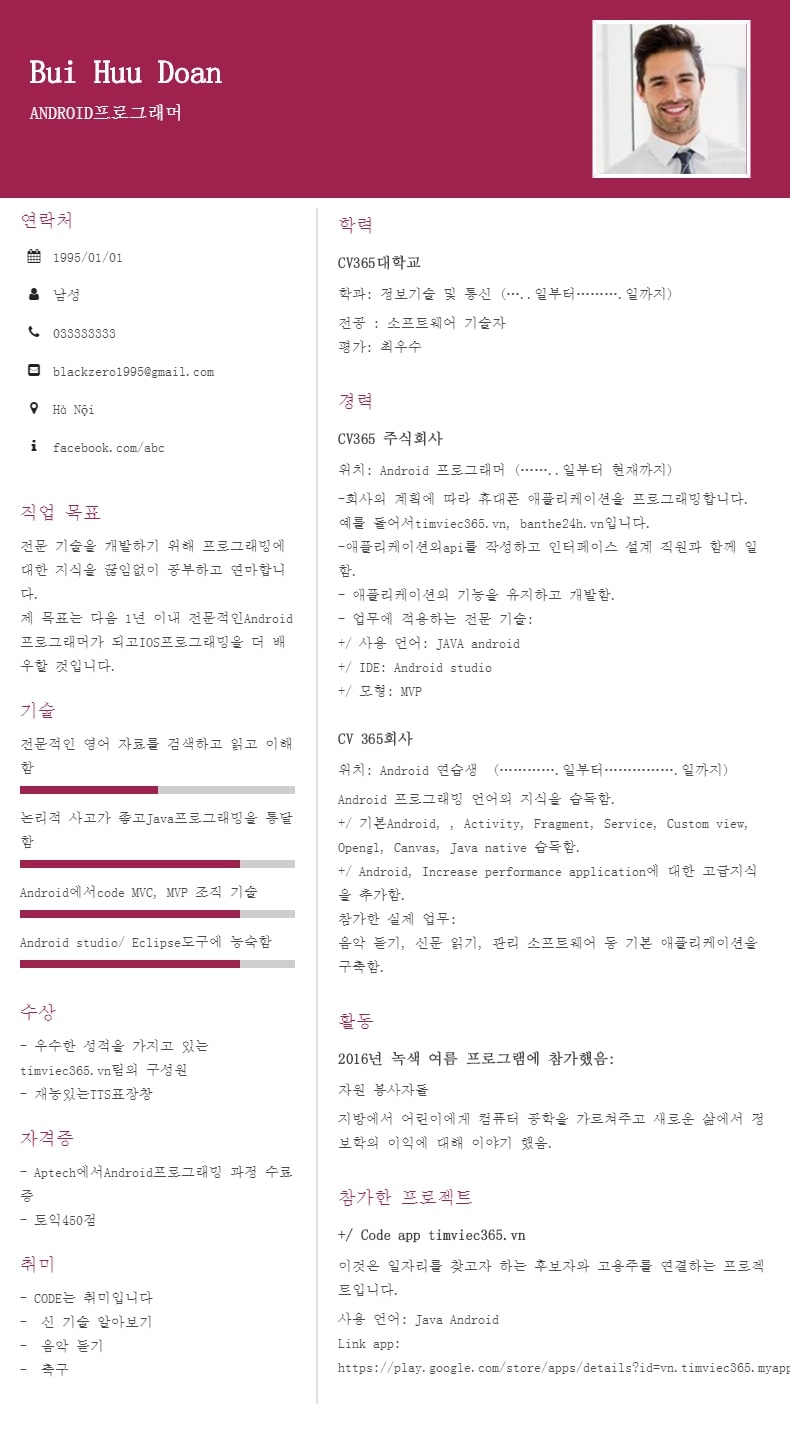 Bui Huu Doan
ANDROID프로그래머
연락처
1995/01/01
남성
033333333
blackzero1995@gmail.com
Hà Nội
facebook.com/abc
직업 목표
전문 기술을 개발하기 위해 프로그래밍에
대한 지식을 끊임없이 공부하고 연마합니
다.
제 목표는 다음 1년 이내 전문적인Android
프로그래머가 되고IOS프로그래밍을 더 배
우할 것입니다.
기술
전문적인 영어 자료를 검색하고 읽고 이해
함
논리적 사고가 좋고Java프로그래밍을 통달
함
Android에서code MVC, MVP 조직 기술
Android studio/ Eclipse도구에 능숙함
수상
- 우수한 성적을 가지고 있는
timviec365.vn팀의 구성원
- 재능있는TTS표장창
자격증
- Aptech에서Android프로그래밍 과정 수료
증
- 토익450점
취미
- CODE는 취미입니다
- 신 기술 알아보기
- 음악 듣기
- 축구
학력
CV365대학교
학과: 정보기술 및 통신 (…..일부터……….일까지)
전공 : 소프트웨어 기술자
평가: 최우수
경력
CV365 주식회사
위치: Android 프로그래머 (……..일부터 현재까지)
-회사의 계획에 따라 휴대폰 애플리케이션을 프로그래밍합니다.
예를 들어서timviec365.vn, banthe24h.vn입니다.
-애플리케이션의api를 작성하고 인터페이스 설계 직원과 함께 일
함.
- 애플리케이션의 기능을 유지하고 개발함.
- 업무에 적용하는 전문 기술:
+/ 사용 언어: JAVA android
+/ IDE: Android studio
+/ 모형: MVP
CV 365회사
위치: Android 연습생 (………….일부터…………….일까지)
Android 프로그래밍 언어의 지식을 습득함.
+/ 기본Android, , Activity, Fragment, Service, Custom view,
Opengl, Canvas, Java native 습득함.
+/ Android, Increase performance application에 대한 고급지식
을 추가함.
참가한 실제 업무:
음악 듣기, 신문 읽기, 관리 소프트웨어 등 기본 애플리케이션을
구축함.
활동
2016년 녹색 여름 프로그램에 참가했음:
자원 봉사자들
지방에서 어린이에게 컴퓨터 공학을 가르쳐주고 새로운 삶에서 정
보학의 이익에 대해 이야기 했음.
참가한 프로젝트
+/ Code app timviec365.vn
이것은 일자리를 찾고자 하는 후보자와 고용주를 연결하는 프로젝
트입니다.
사용 언어: Java Android
Link app:
https://play.google.com/store/apps/details?id=vn.timviec365.myapp